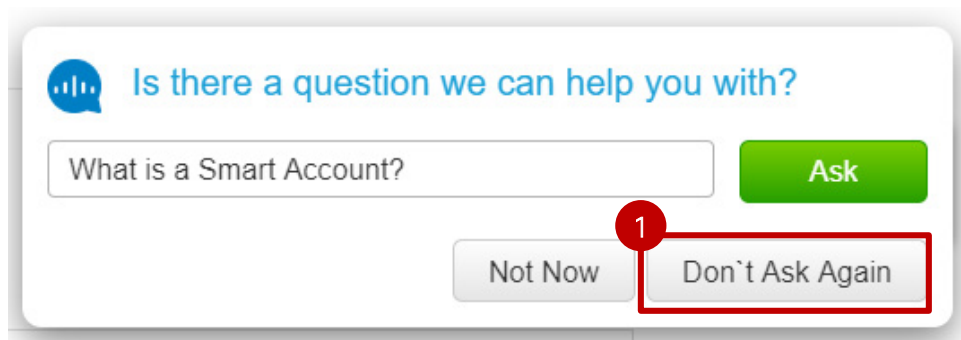 Is there a question we can help you with?
What is a Smart Account?
Ask
1
Not Now
Don`t Ask Again